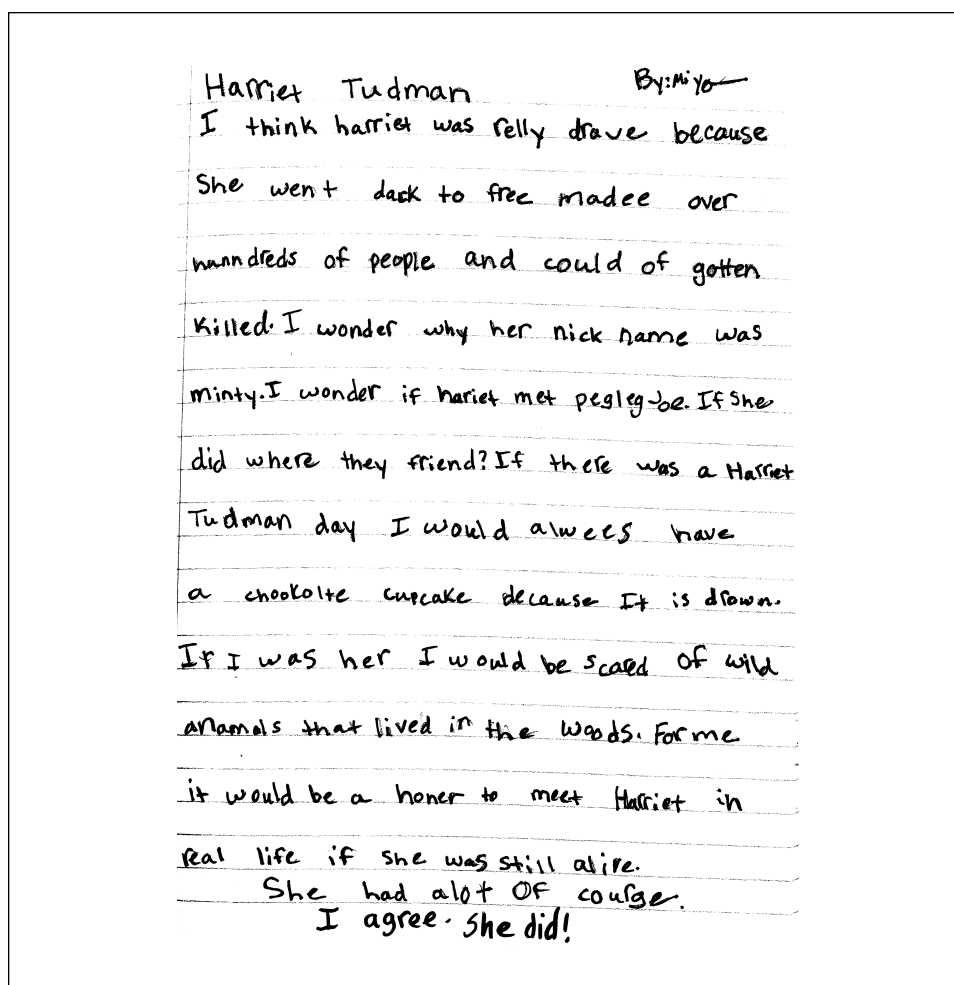 Harriet Tudman By: Miya
I think harriet was relly drave because
She went dack to free madee over
hunndreds of people and could of gotten
Killed. I wonder why her nick name was
minty. I wonder if hariet met pegleg Joe. If She
did where they friend? If there was a Harriet
Tudman day I would alwees have
a chookolte cupcake decause It is drown.
If I was her I would be scared of wild
anamals that lived in the woods. For me
it would be a honer to meet Harriet in
real life if she was still alive.
She had alot OF courge.
I agree. She did!